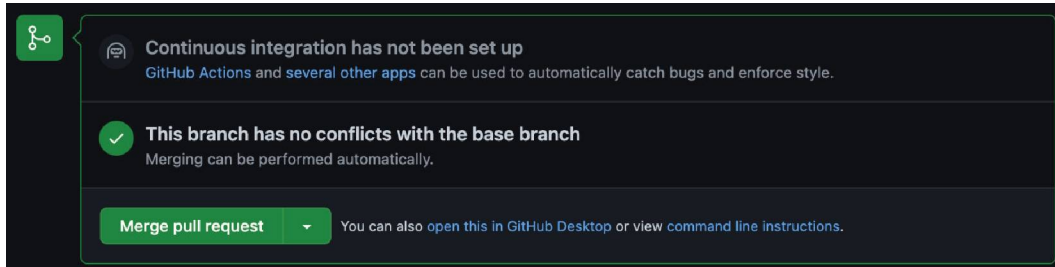 Continuous integration has not been set up
GitHub Actions and several other apps can be used to automatically catch bugs and enforce style.
This branch has no conflicts with the base branch
Merging can be performed automatically.
Merge pull request
You can also open this in GitHub Desktop or view command line instructions.